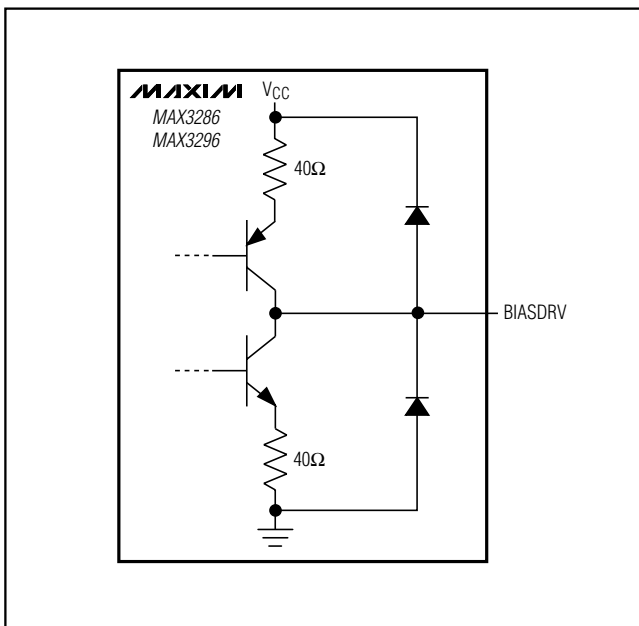 MAXIM
VCC
MAX3286
MAX3296
40Ω
BIASDRV
40Ω